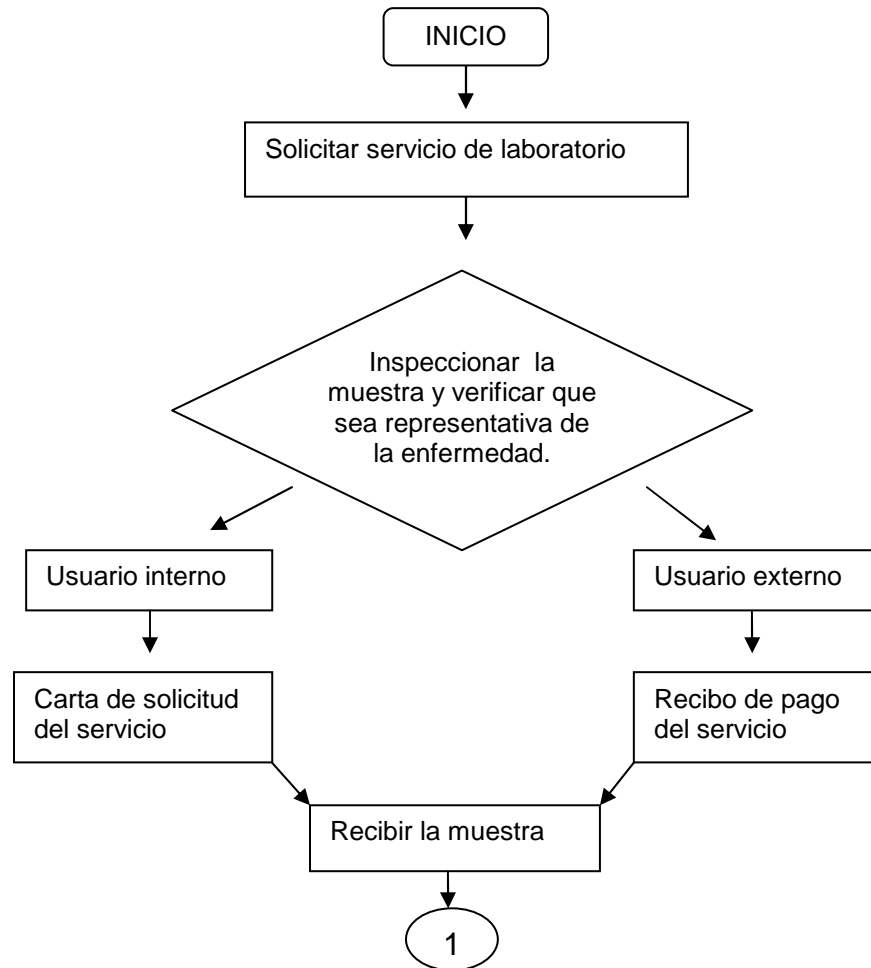 INICIO
Solicitar servicio de laboratorio
Inspeccionar la
muestra y verificar que
sea representativa de
la enfermedad.
Usuario interno
Usuario externo
Carta de solicitud
del servicio
Recibo de pago
del servicio
Recibir la muestra
1